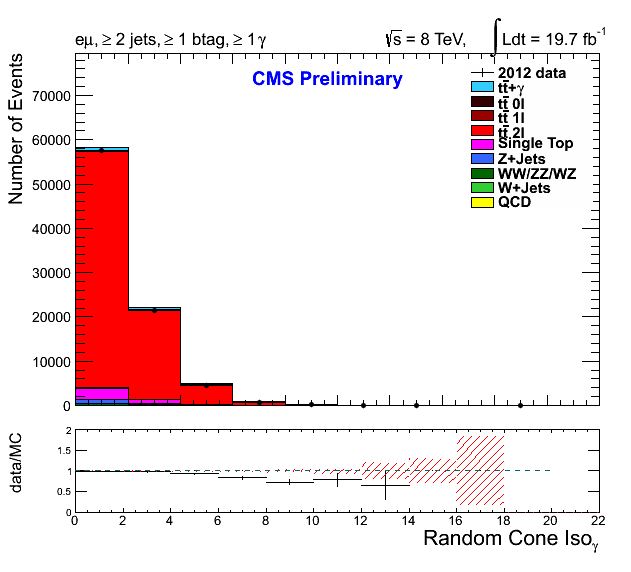 eμ, ≥ 2 jets, ≥ 1 btag, ≥ 1 γ
√s = 8 TeV, ∫ Ldt = 19.7 fb⁻¹
CMS Preliminary
2012 data
tt̄+γ
tt̄ 0l
tt̄ 1l
tt̄ 2l
Single Top
Z+Jets
WW/ZZ/WZ
W+Jets
QCD
Number of Events
70000
60000
50000
40000
30000
20000
10000
0
data/MC
2
1.5
1
0.5
0
0 2 4 6 8 10 12 14 16 18 20 22
Random Cone Isoᵧ